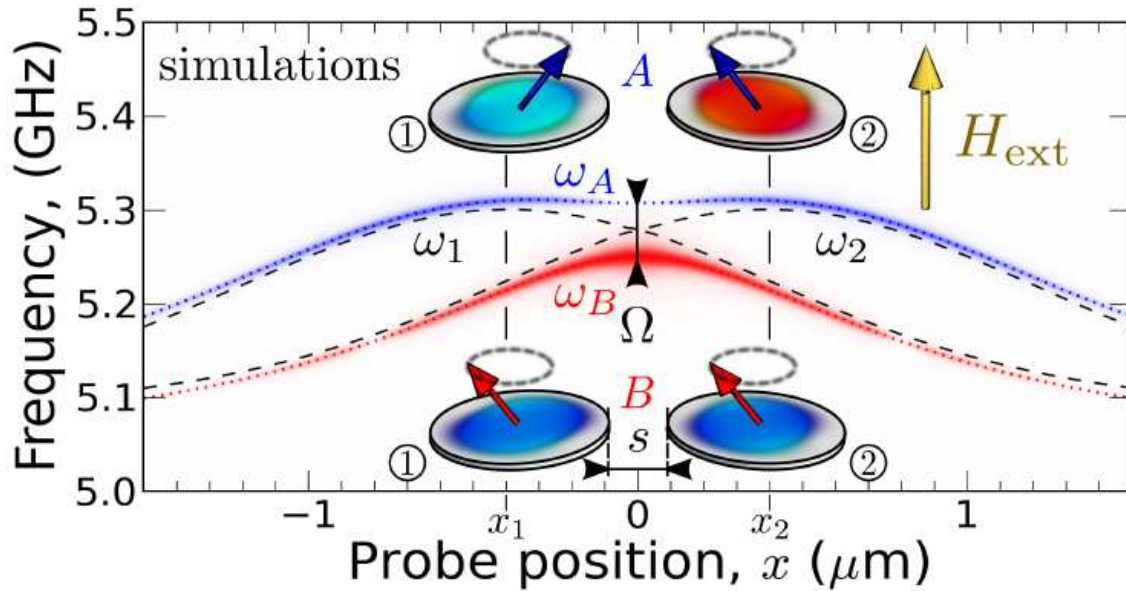 5.5
5.4
5.3
5.2
5.1
5.0
Frequency, (GHz)
simulations
A
① ②
H_ext
ω_A
ω_1 ω_2
ω_B
Ω
B
s
① ②
−1 x_1 0 x_2 1
Probe position, x (μm)